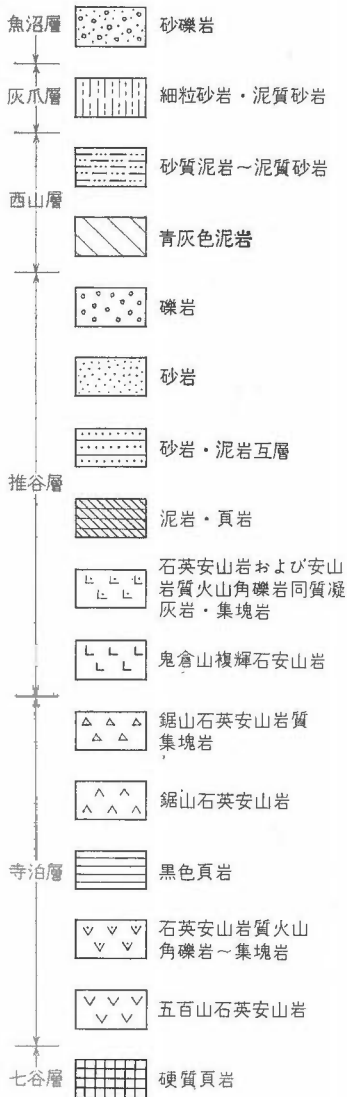 魚沼層
砂礫岩
灰爪層
細粒砂岩・泥質砂岩
西山層
砂質泥岩~泥質砂岩
青灰色泥岩
推谷層
礫岩
砂岩
砂岩・泥岩互層
泥岩・頁岩
石英安山岩および安山
岩質火山角礫岩同質凝
灰岩・集塊岩
鬼倉山複輝石安山岩
寺泊層
鋸山石英安山岩質
集塊岩
鋸山石英安山岩
黒色頁岩
石英安山岩質火山
角礫岩~集塊岩
五百山石英安山岩
七谷層
硬質頁岩